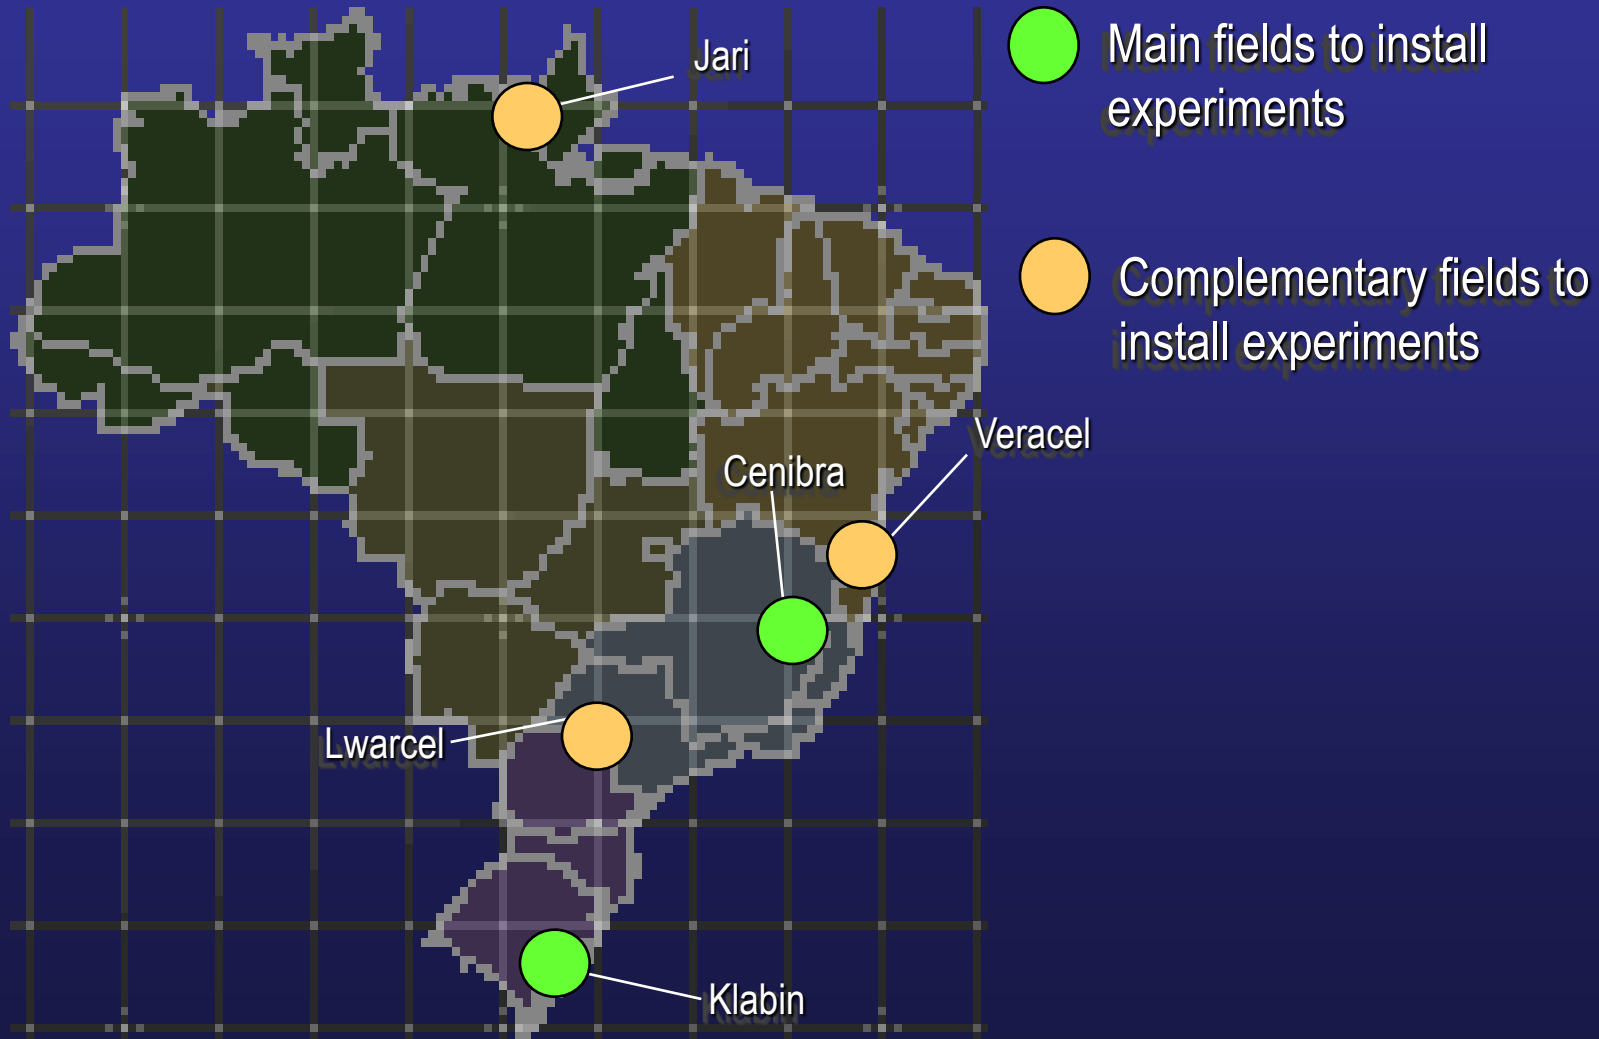 Jari
Main fields to install
experiments
Complementary fields to
install experiments
Veracel
Cenibra
Lwarcel
Klabin